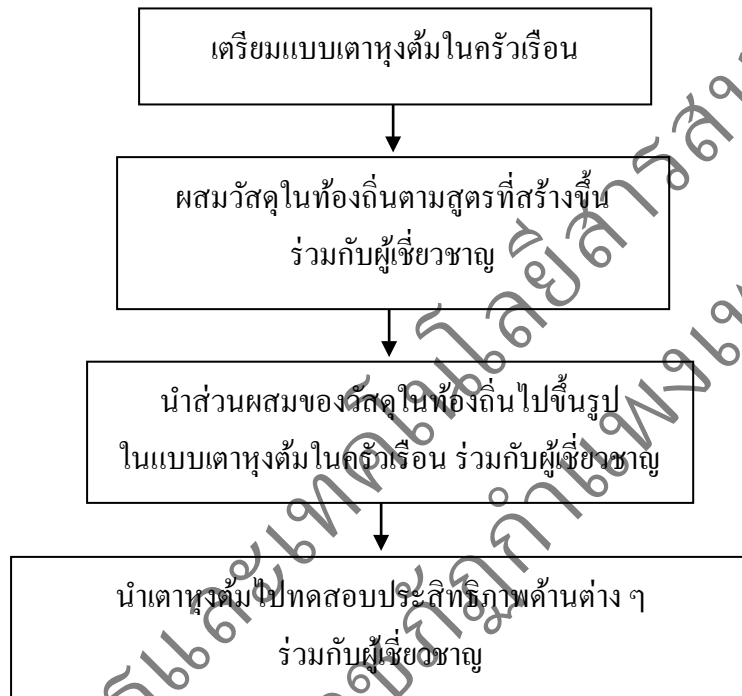 เตรียมแบบเตาหุงต้มในครัวเรือน
ผสมวัสดุในท้องถิ่นตามสูตรที่สร้างขึ้น
ร่วมกับผู้เชี่ยวชาญ
นำส่วนผสมของวัสดุในท้องถิ่นไปขึ้นรูป
ในแบบเตาหุงต้มในครัวเรือน ร่วมกับผู้เชี่ยวชาญ
นำเตาหุงต้มไปทดสอบประสิทธิภาพด้านต่าง ๆ
ร่วมกับผู้เชี่ยวชาญ